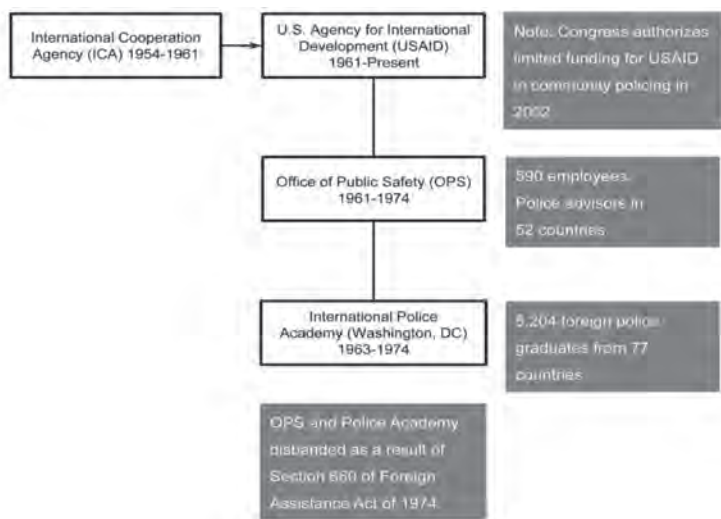 International Cooperation
Agency (ICA) 1954-1961
U.S. Agency for International
Development (USAID)
1961-Present
Note: Congress authorizes
limited funding for USAID
in community policing in
2002
Office of Public Safety (OPS)
1961-1974
590 employees.
Police advisors in
52 countries
International Police
Academy (Washington, DC)
1963-1974
5,204 foreign police
graduates from 77
countries
OPS and Police Academy
disbanded as a result of
Section 660 of Foreign
Assistance Act of 1974.